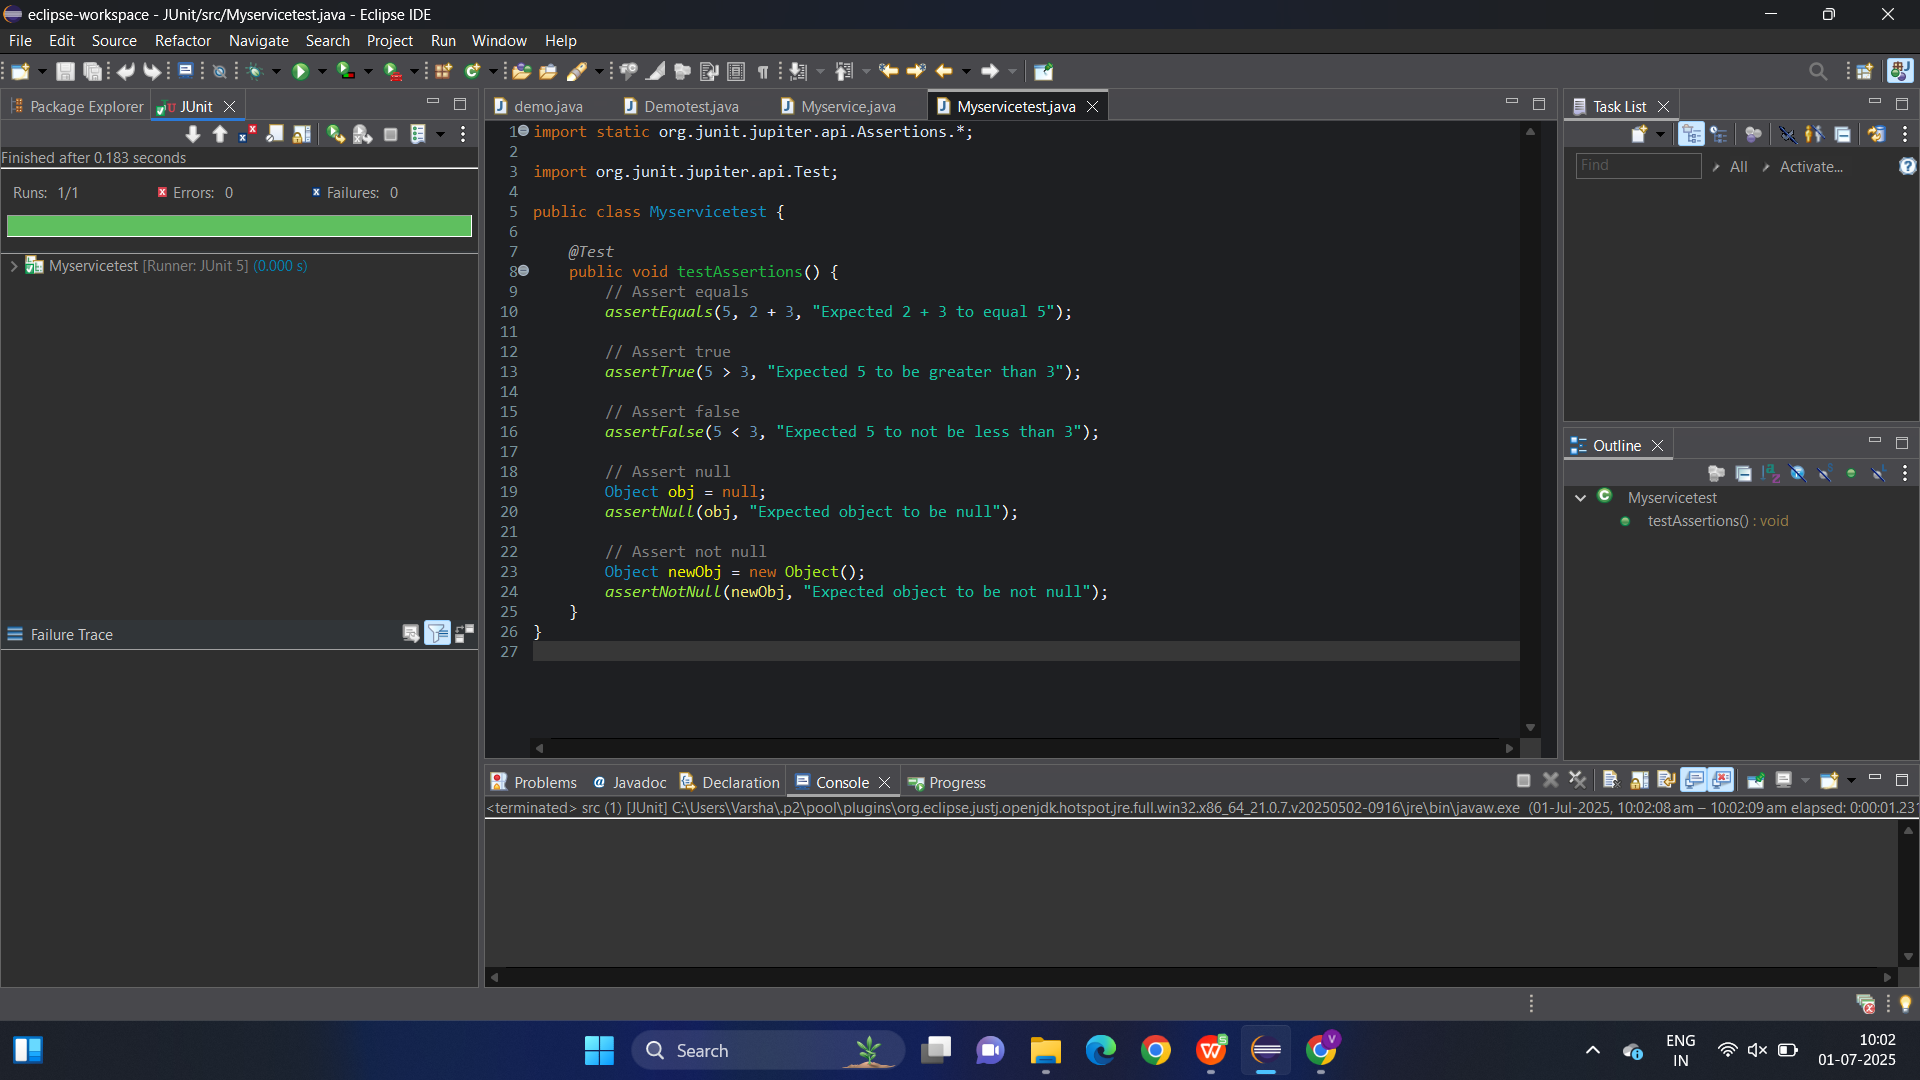 eclipse-workspace - JUnit/src/Myservicetest.java - Eclipse IDE
File Edit Source Refactor Navigate Search Project Run Window Help
Package Explorer JUnit
Finished after 0.183 seconds
Runs: 1/1 Errors: 0 Failures: 0
Myservicetest [Runner: JUnit 5] (0.000 s)
Failure Trace
demo.java Demotest.java Myservice.java Myservicetest.java
1 import static org.junit.jupiter.api.Assertions.*;
2
3 import org.junit.jupiter.api.Test;
4
5 public class Myservicetest {
6
7 @Test
8 public void testAssertions() {
9 // Assert equals
10 assertEquals(5, 2 + 3, "Expected 2 + 3 to equal 5");
11
12 // Assert true
13 assertTrue(5 > 3, "Expected 5 to be greater than 3");
14
15 // Assert false
16 assertFalse(5 < 3, "Expected 5 to not be less than 3");
17
18 // Assert null
19 Object obj = null;
20 assertNull(obj, "Expected object to be null");
21
22 // Assert not null
23 Object newObj = new Object();
24 assertNotNull(newObj, "Expected object to be not null");
25 }
26 }
27
Task List
Find All Activate...
Outline
Myservicetest
testAssertions() : void
Problems Javadoc Declaration Console Progress
<terminated> src (1) [JUnit] C:\Users\Varsha\.p2\pool\plugins\org.eclipse.justj.openjdk.hotspot.jre.full.win32.x86_64_21.0.7.v20250502-0916\jre\bin\javaw.exe (01-Jul-2025, 10:02:08 am – 10:02:09 am elapsed: 0:00:01.231
Search
ENG
IN
10:02
01-07-2025